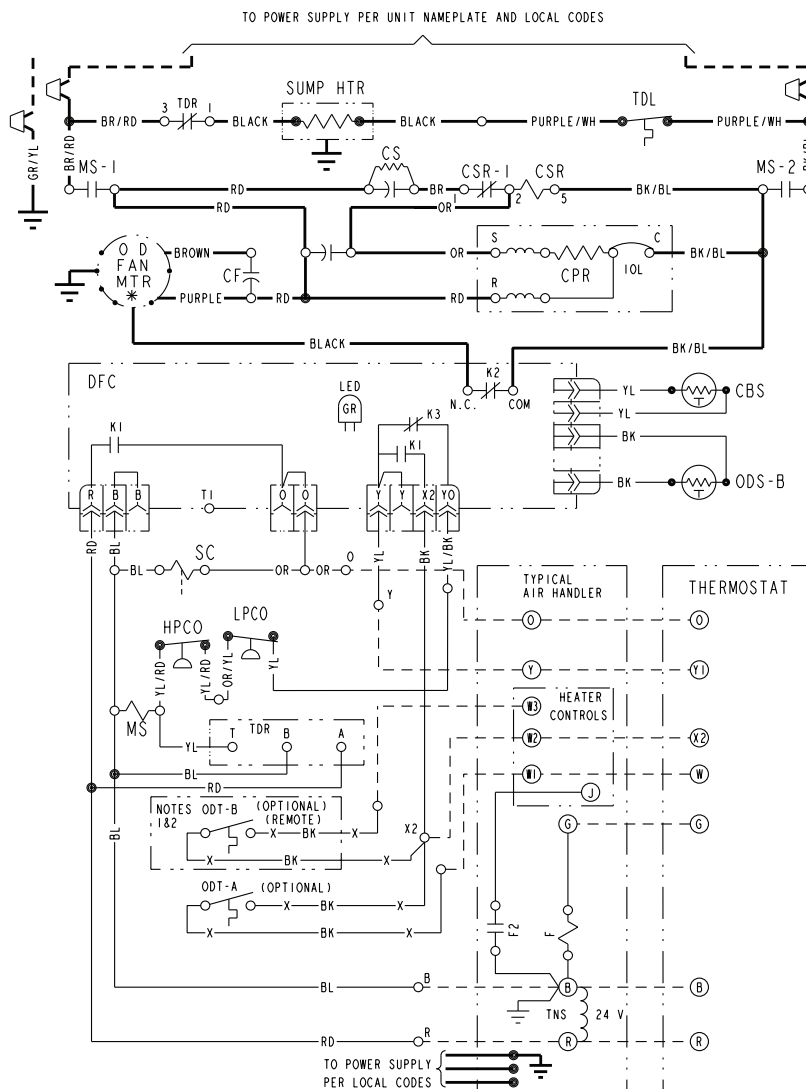 TO POWER SUPPLY PER UNIT NAMEPLATE AND LOCAL CODES
SUMP HTR
TDR
TDL
3
1
BR/RD
BLACK
BLACK
PURPLE/WH
PURPLE/WH
GR/YL
BR/RD
MS-1
CS
CSR-1
CSR
MS-2
RD
BR
1
2
5
BK/BL
RD
OR
O D
FAN
MTR
*
BROWN
CF
PURPLE
RD
OR
S
C
CPR
IOL
BK/BL
RD
R
BLACK
BK/BL
DFC
LED
GR
K2
N.C.
COM
YL
CBS
YL
BK
BK
ODS-B
K1
K3
K1
R
B
B
T1
O
O
Y
Y
X2
YO
RD
BL
YL
BK
YL/BK
SC
BL
OR
OR
O
Y
TYPICAL
AIR HANDLER
THERMOSTAT
O
O
HPCO
LPCO
YL/RD
YL/RD
OR/YL
YL
Y
Y1
HEATER
CONTROLS
W3
MS
YL
T
TDR
B
A
W2
X2
W1
W
BL
RD
J
NOTES
1&2
ODT-B
(OPTIONAL)
(REMOTE)
X
BK
X
X
BK
X
X2
G
G
BL
ODT-A
(OPTIONAL)
X
BK
X
X
BK
X
F2
F
BL
B
B
B
TNS
24 V
RD
R
R
R
TO POWER SUPPLY
PER LOCAL CODES